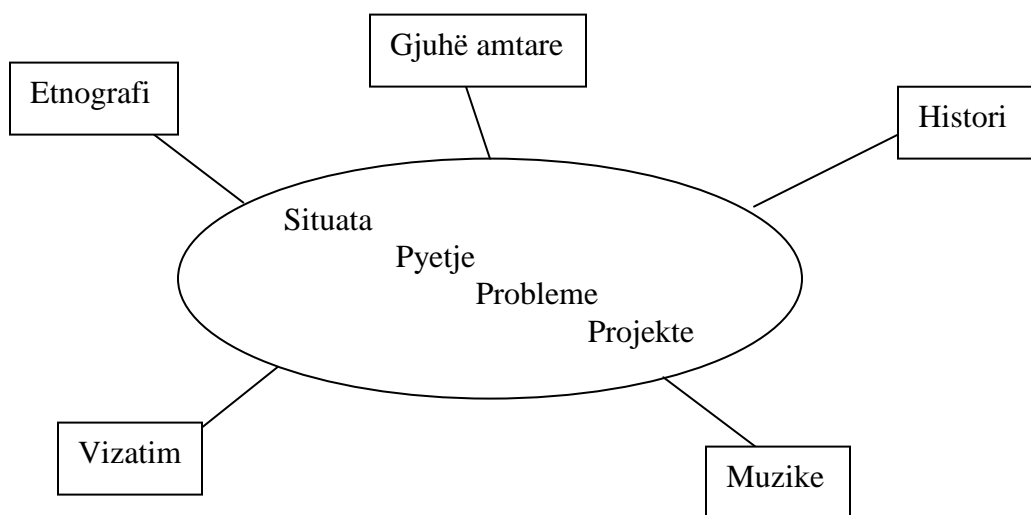 Gjuhë amtare
Etnografi
Histori
Situata
Pyetje
Probleme
Projekte
Vizatim
Muzike